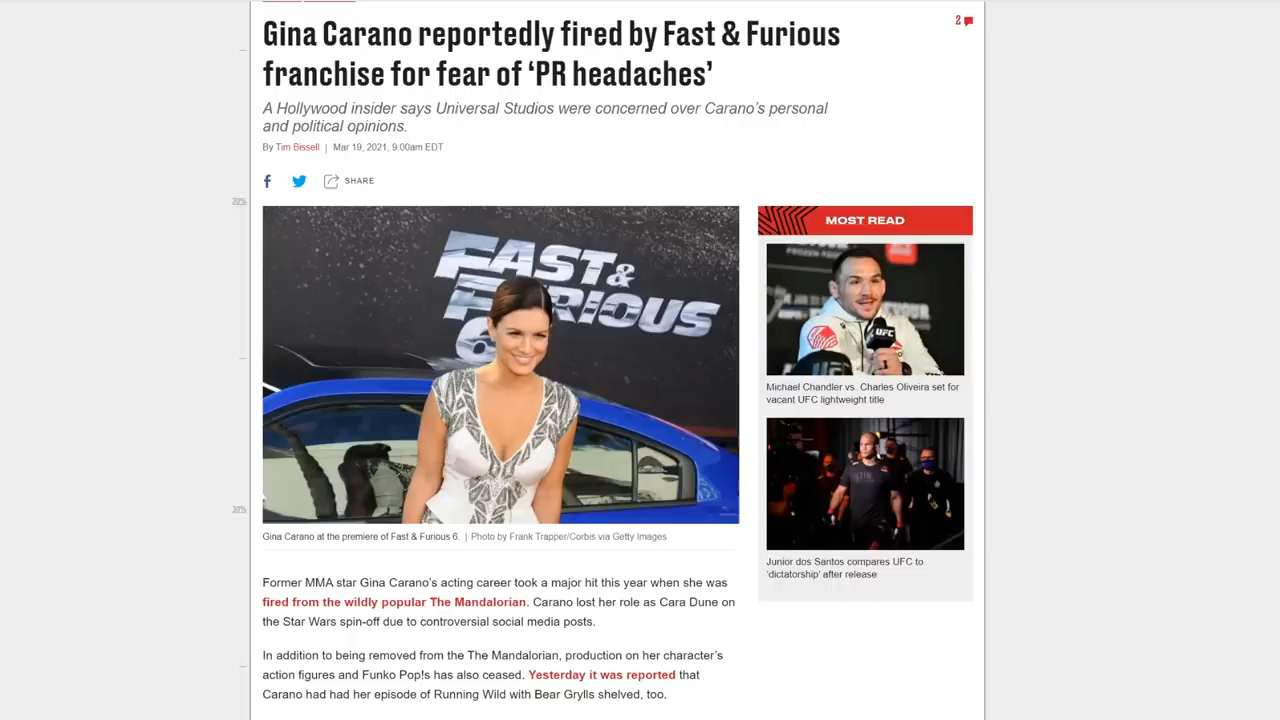 Gina Carano reportedly fired by Fast & Furious
franchise for fear of ‘PR headaches’
2
A Hollywood insider says Universal Studios were concerned over Carano’s personal
and political opinions.
By Tim Bissell | Mar 19, 2021, 9:00am EDT
SHARE
20%
30%
FAST &
FURIOUS
6
Gina Carano at the premiere of Fast & Furious 6. | Photo by Frank Trapper/Corbis via Getty Images
MOST READ
UFC
Michael Chandler vs. Charles Oliveira set for
vacant UFC lightweight title
Junior dos Santos compares UFC to
‘dictatorship’ after release
Former MMA star Gina Carano’s acting career took a major hit this year when she was
fired from the wildly popular The Mandalorian. Carano lost her role as Cara Dune on
the Star Wars spin-off due to controversial social media posts.
In addition to being removed from the The Mandalorian, production on her character’s
action figures and Funko Pop!s has also ceased. Yesterday it was reported that
Carano had had her episode of Running Wild with Bear Grylls shelved, too.